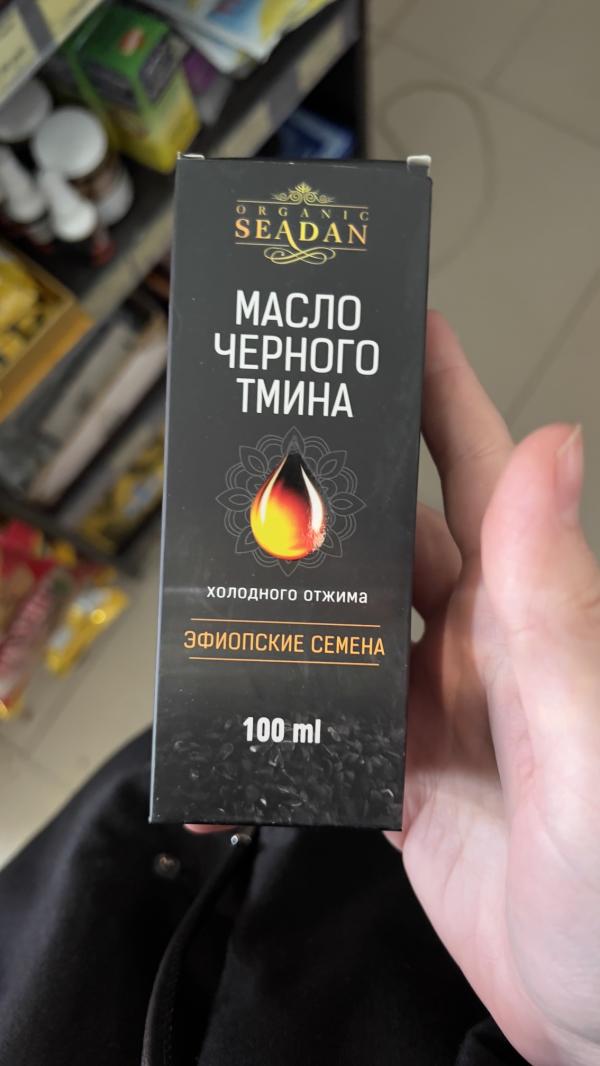 ORGANIC
SEADAN
МАСЛО
ЧЕРНОГО
ТМИНА
холодного отжима
ЭФИОПСКИЕ СЕМЕНА
100 ml